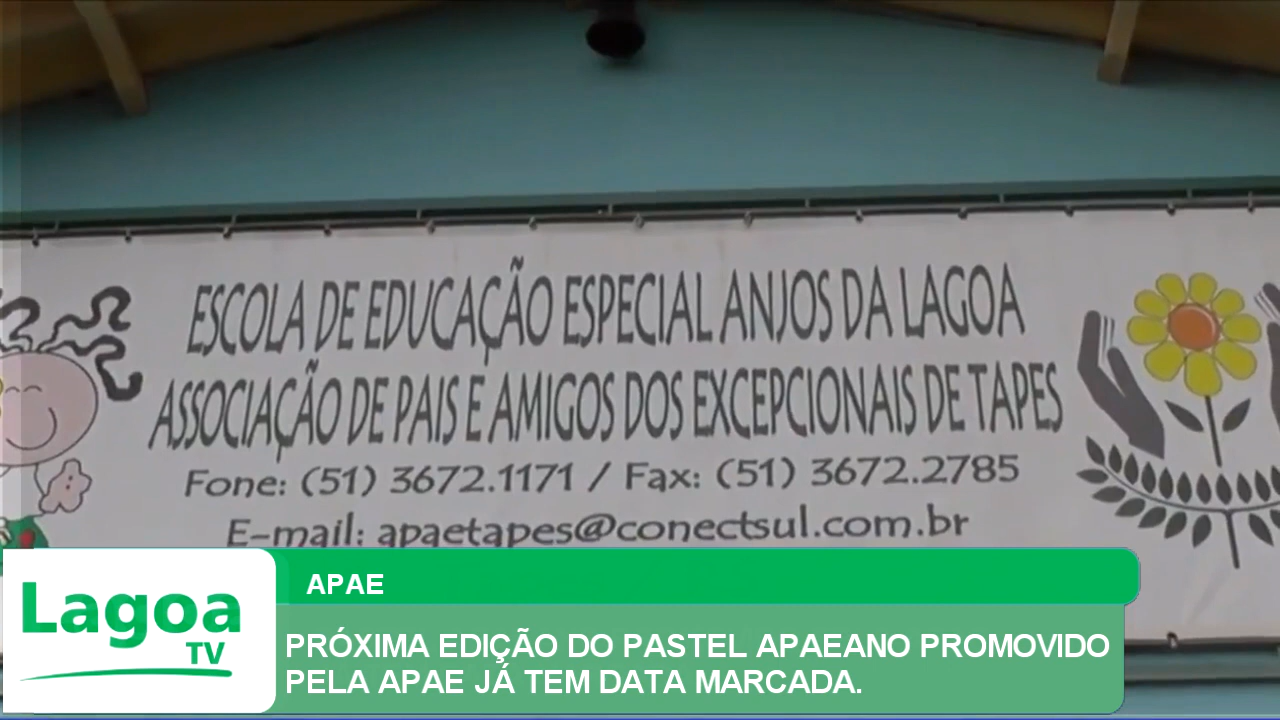 ESCOLA DE EDUCAÇÃO ESPECIAL ANJOS DA LAGOA
ASSOCIAÇÃO DE PAIS E AMIGOS DOS EXCEPCIONAIS DE TAPES
Fone: (51) 3672.1171 / Fax: (51) 3672.2785
E-mail: apaetapes@conectsul.com.br
Lagoa
TV
APAE
PRÓXIMA EDIÇÃO DO PASTEL APAEANO PROMOVIDO
PELA APAE JÁ TEM DATA MARCADA.